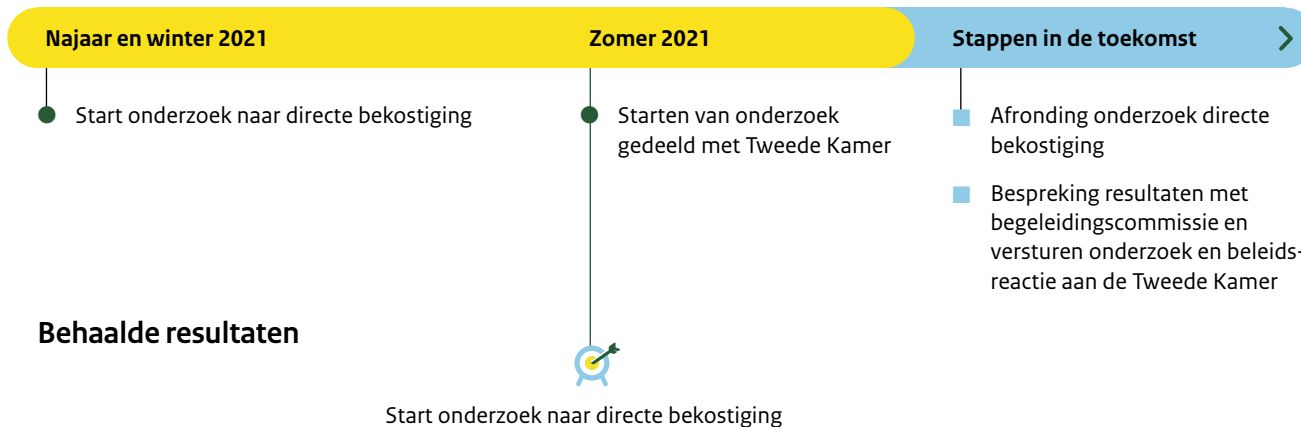 Najaar en winter 2021
Zomer 2021
Stappen in de toekomst
Start onderzoek naar directe bekostiging
Starten van onderzoek
gedeeld met Tweede Kamer
Afronding onderzoek directe
bekostiging
Bespreking resultaten met
begeleidingscommissie en
versturen onderzoek en beleids-
reactie aan de Tweede Kamer
Behaalde resultaten
Start onderzoek naar directe bekostiging